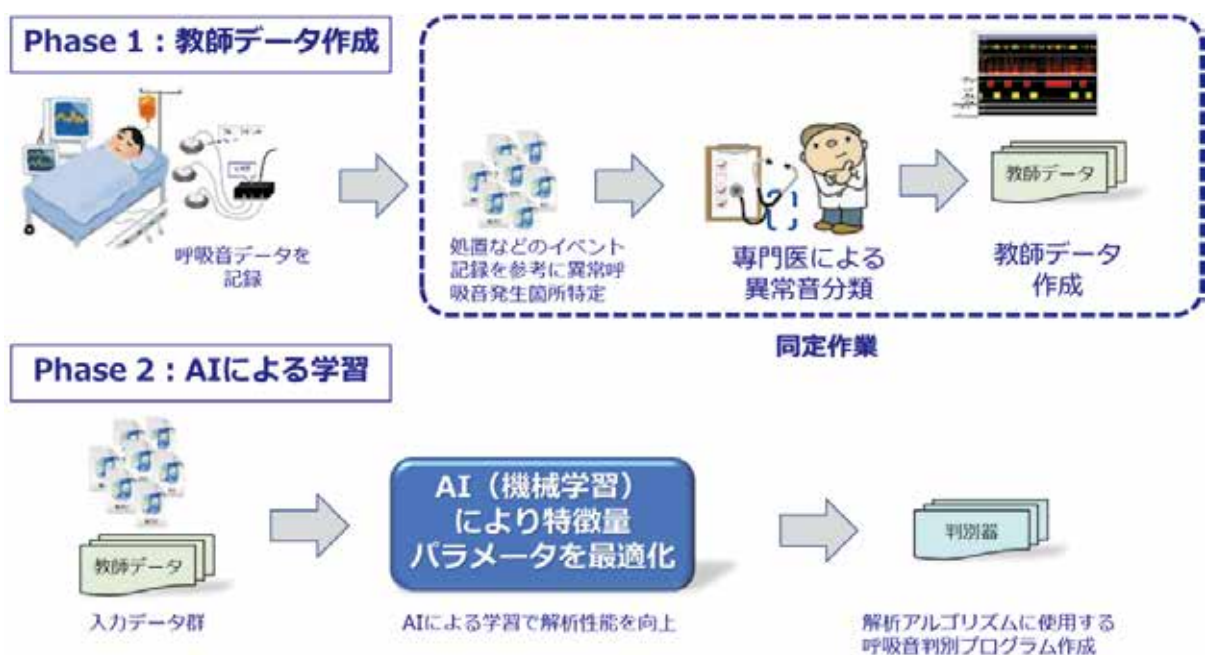 Phase 1：教師データ作成
呼吸音データを
記録
処置などのイベント
記録を参考に異常呼
吸音発生箇所特定
専門医による
異常音分類
教師データ
教師データ
作成
同定作業
Phase 2：AIによる学習
教師データ
入力データ群
AI（機械学習）
により特徴量
パラメータを最適化
AIによる学習で解析性能を向上
判別器
解析アルゴリズムに使用する
呼吸音判別プログラム作成